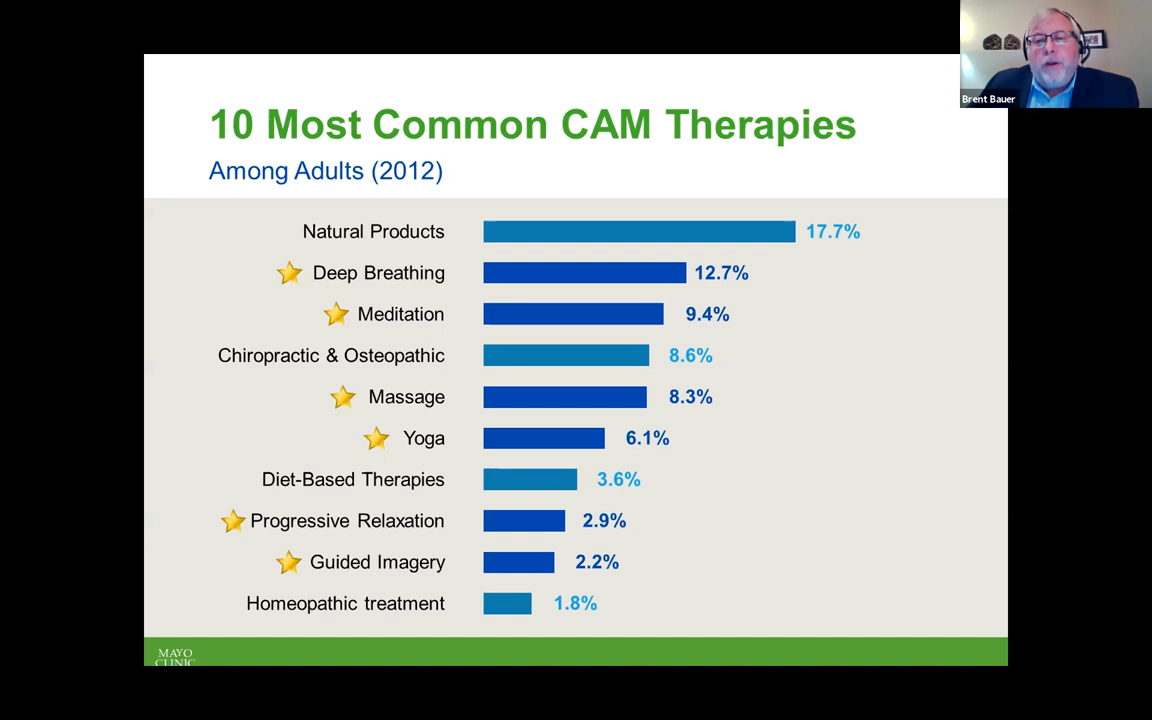 Brent Bauer
10 Most Common CAM Therapies
Among Adults (2012)
Natural Products 17.7%
Deep Breathing 12.7%
Meditation 9.4%
Chiropractic & Osteopathic 8.6%
Massage 8.3%
Yoga 6.1%
Diet-Based Therapies 3.6%
Progressive Relaxation 2.9%
Guided Imagery 2.2%
Homeopathic treatment 1.8%
MAYO
CLINIC